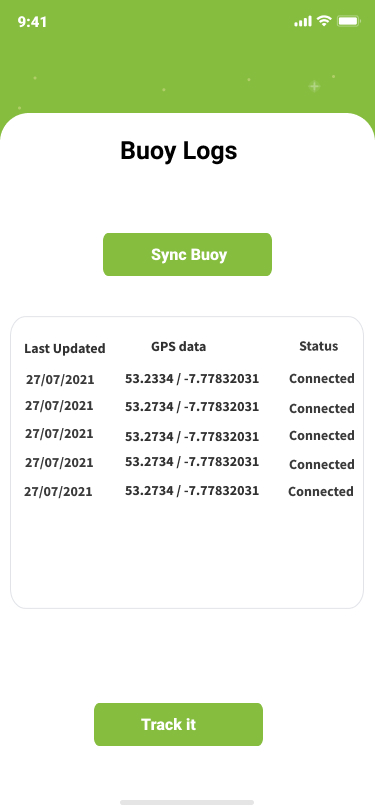 9:41
Buoy Logs
Sync Buoy
Last Updated GPS data Status
27/07/2021 53.2334 / -7.77832031 Connected
27/07/2021 53.2734 / -7.77832031 Connected
27/07/2021 53.2734 / -7.77832031 Connected
27/07/2021 53.2734 / -7.77832031 Connected
27/07/2021 53.2734 / -7.77832031 Connected
Track it